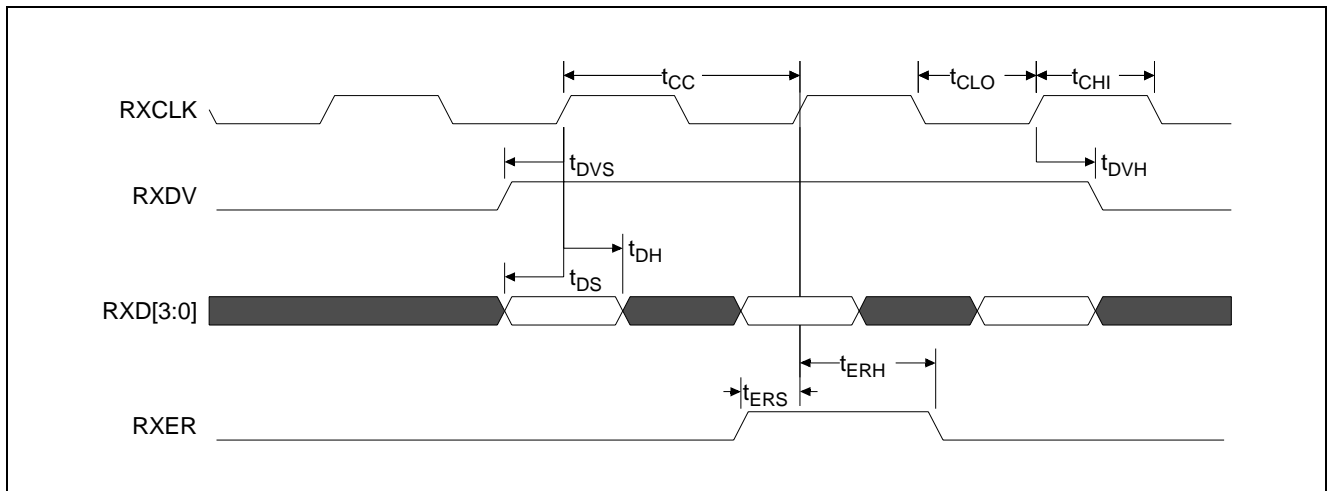 tCC
tCLO
tCHI
RXCLK
tDVS
tDVH
RXDV
tDH
tDS
RXD[3:0]
tERH
tERS
RXER